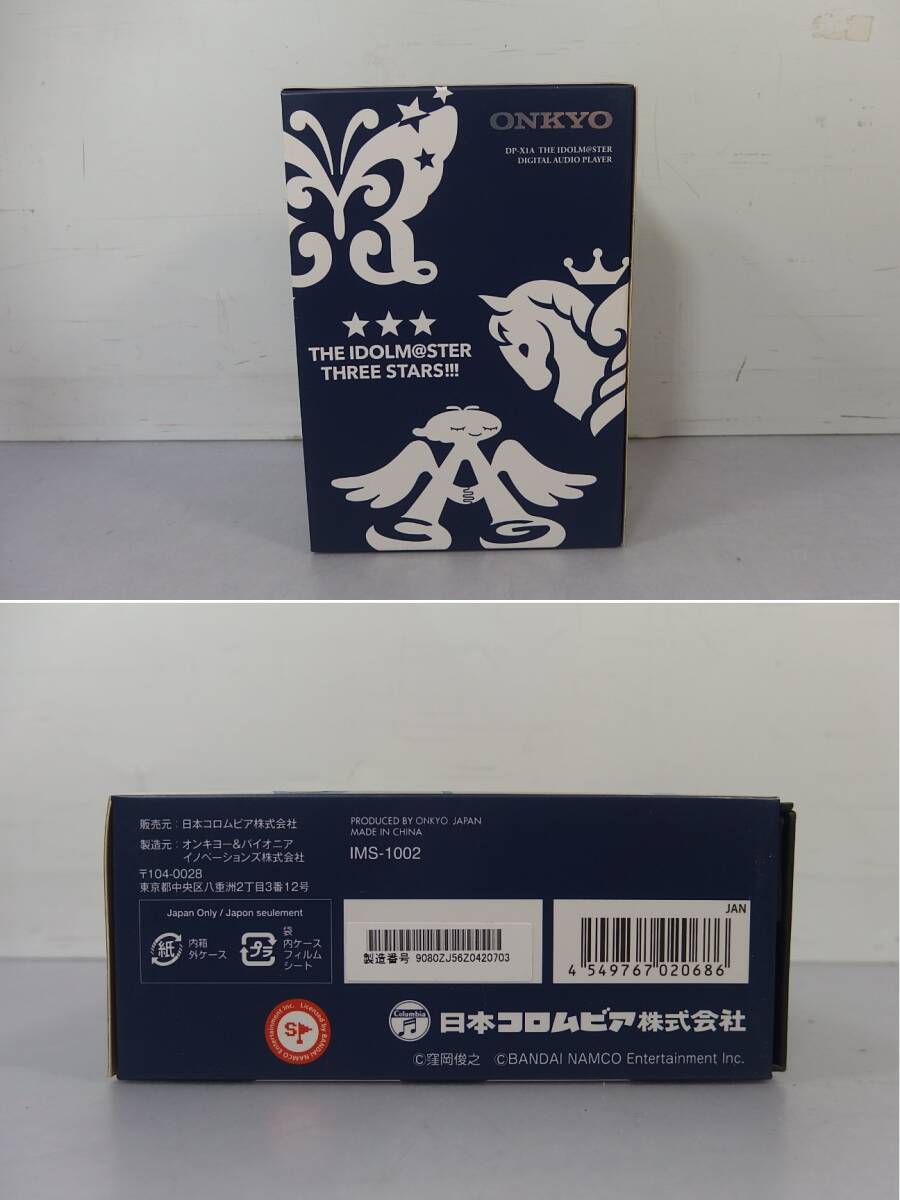 ONKYO
DP-X1A THE IDOLM@STER
DIGITAL AUDIO PLAYER
★★★
THE IDOLM@STER
THREE STARS!!!
販売元：日本コロムビア株式会社
製造元：オンキヨー&パイオニア
イノベーションズ株式会社
〒104-0028
東京都中央区八重洲2丁目3番12号
PRODUCED BY ONKYO JAPAN
MADE IN CHINA
IMS-1002
Japan Only / Japon seulement
紙
内箱
外ケース
プラ
袋
内ケース
フィルム
シート
製造番号 9080ZJ56Z0420703
JAN
4 549767 020686
Licensed by BANDAI NAMCO Entertainment Inc.
S
Columbia
日本コロムビア株式会社
©窪岡俊之 ©BANDAI NAMCO Entertainment Inc.